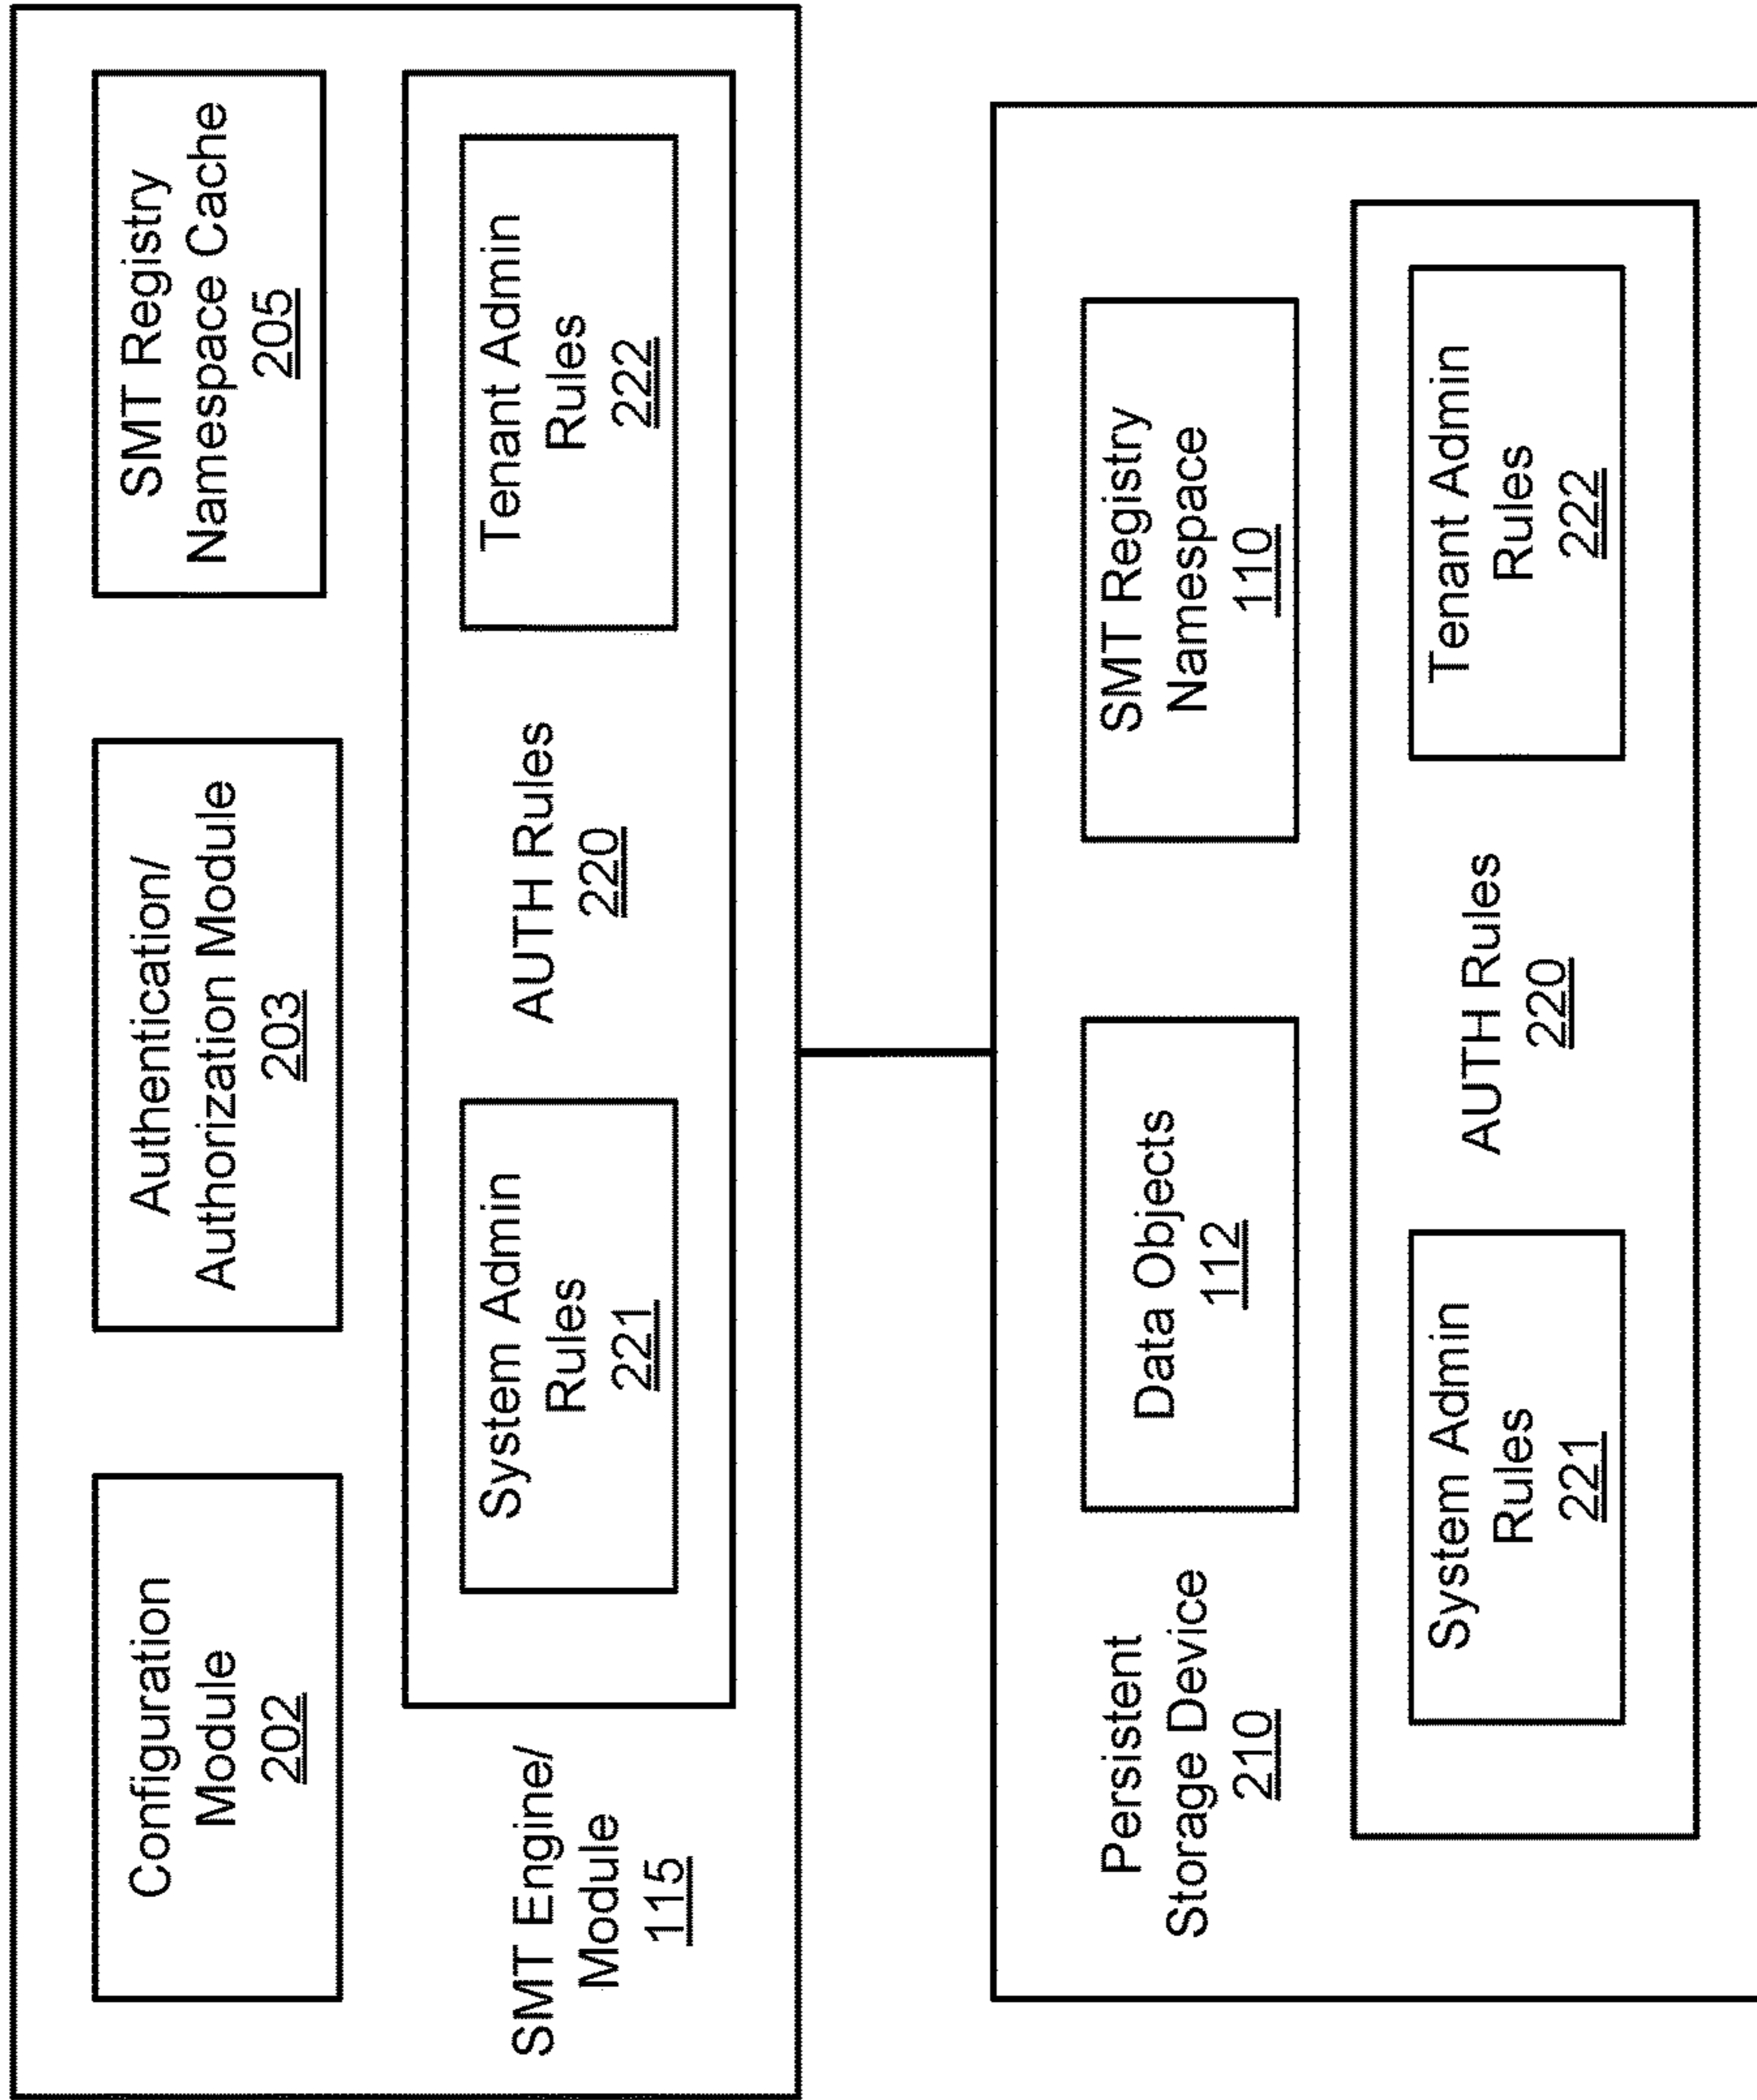 Configuration
Module
202
Authentication/
Authorization Module
203
SMT Registry
Namespace Cache
205
SMT Engine/
Module
115
System Admin
Rules
221
AUTH Rules
220
Tenant Admin
Rules
222
Persistent
Storage Device
210
Data Objects
112
SMT Registry
Namespace
110
System Admin
Rules
221
AUTH Rules
220
Tenant Admin
Rules
222